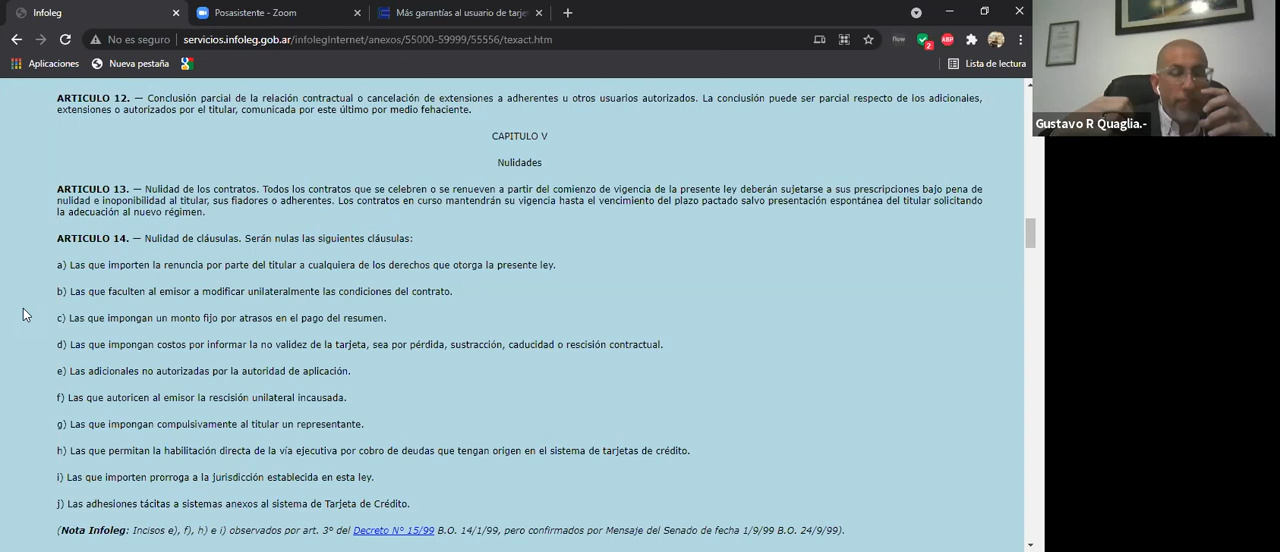 Infoleg
Posasistente - Zoom
Más garantías al usuario de tarje
No es seguro
servicios.infoleg.gob.ar/infolegInternet/anexos/55000-59999/55556/texact.htm
flow
2
ABP
Aplicaciones
Nueva pestaña
Lista de lectura
Gustavo R Quaglia.-
ARTICULO 12. — Conclusión parcial de la relación contractual o cancelación de extensiones a adherentes u otros usuarios autorizados. La conclusión puede ser parcial respecto de los adicionales,
extensiones o autorizados por el titular, comunicada por este último por medio fehaciente.
CAPITULO V
Nulidades
ARTICULO 13. — Nulidad de los contratos. Todos los contratos que se celebren o se renueven a partir del comienzo de vigencia de la presente ley deberán sujetarse a sus prescripciones bajo pena de
nulidad e inoponibilidad al titular, sus fiadores o adherentes. Los contratos en curso mantendrán su vigencia hasta el vencimiento del plazo pactado salvo presentación espontánea del titular solicitando
la adecuación al nuevo régimen.
ARTICULO 14. — Nulidad de cláusulas. Serán nulas las siguientes cláusulas:
a) Las que importen la renuncia por parte del titular a cualquiera de los derechos que otorga la presente ley.
b) Las que faculten al emisor a modificar unilateralmente las condiciones del contrato.
c) Las que impongan un monto fijo por atrasos en el pago del resumen.
d) Las que impongan costos por informar la no validez de la tarjeta, sea por pérdida, sustracción, caducidad o rescisión contractual.
e) Las adicionales no autorizadas por la autoridad de aplicación.
f) Las que autoricen al emisor la rescisión unilateral incausada.
g) Las que impongan compulsivamente al titular un representante.
h) Las que permitan la habilitación directa de la vía ejecutiva por cobro de deudas que tengan origen en el sistema de tarjetas de crédito.
i) Las que importen prorroga a la jurisdicción establecida en esta ley.
j) Las adhesiones tácitas a sistemas anexos al sistema de Tarjeta de Crédito.
(Nota Infoleg: Incisos e), f), h) e i) observados por art. 3° del Decreto N° 15/99 B.O. 14/1/99, pero confirmados por Mensaje del Senado de fecha 1/9/99 B.O. 24/9/99).